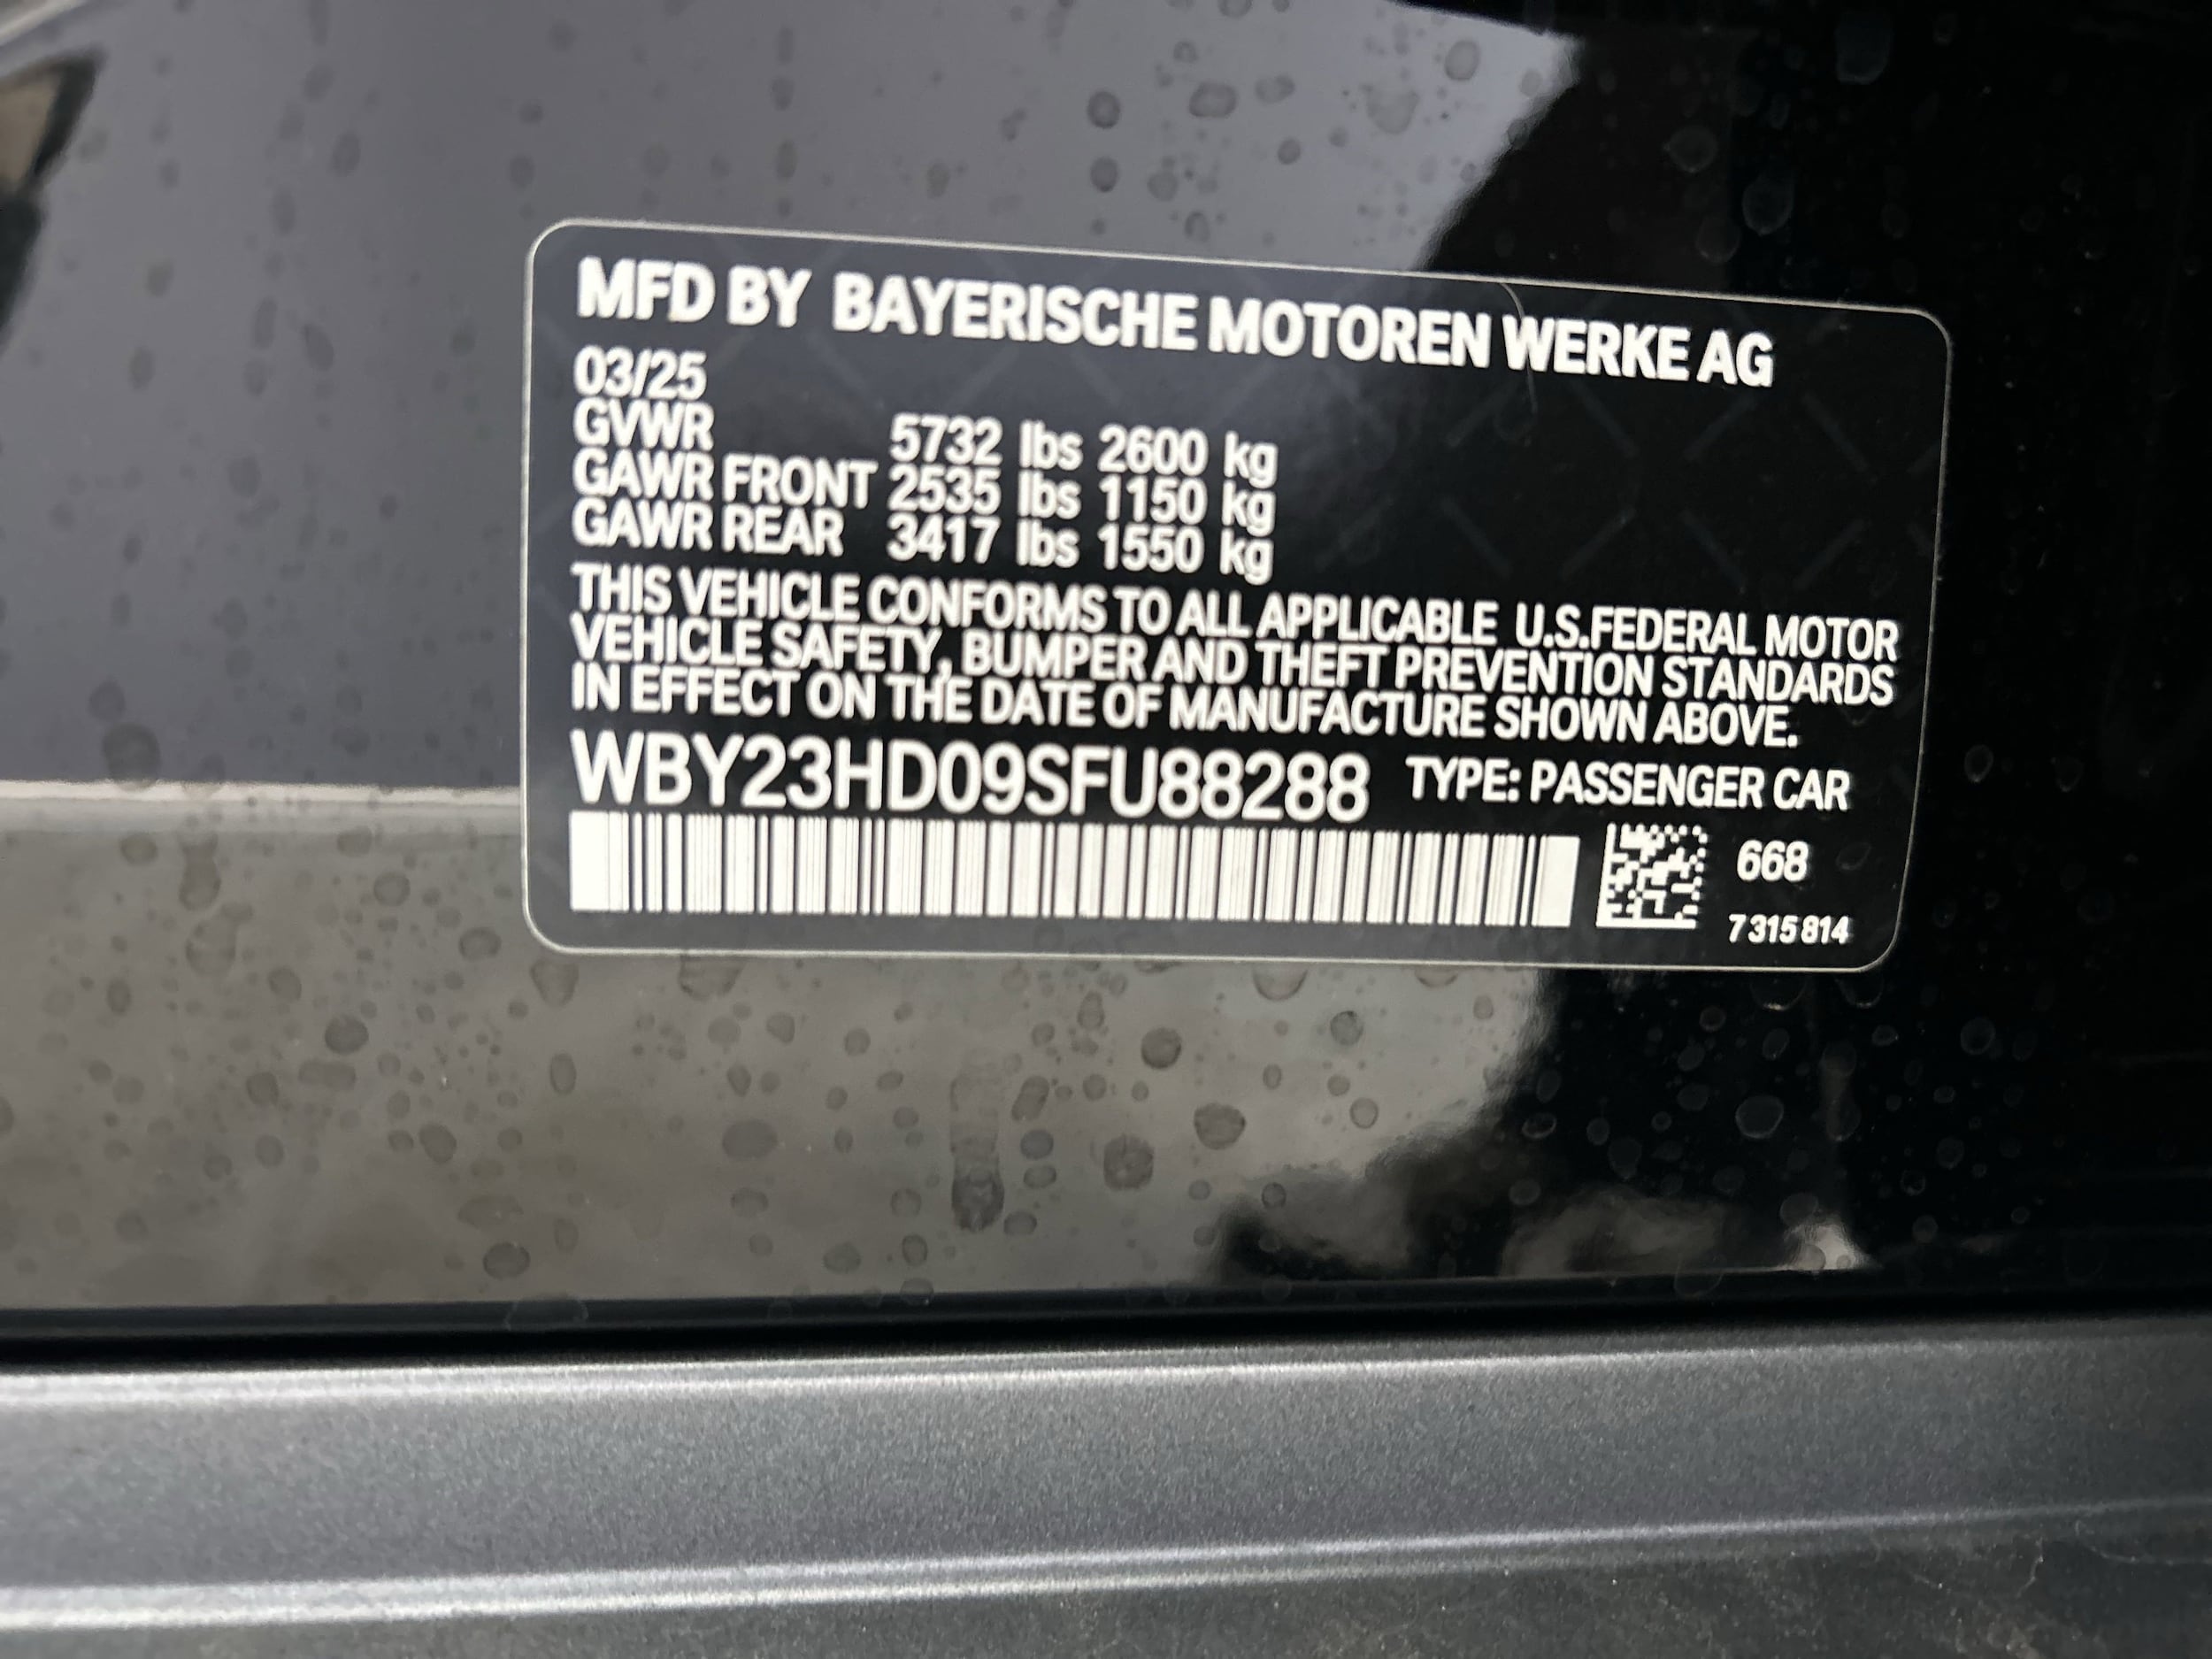 MFD BY BAYERISCHE MOTOREN WERKE AG
03/25
GVWR 5732 lbs 2600 kg
GAWR FRONT 2535 lbs 1150 kg
GAWR REAR 3417 lbs 1550 kg
THIS VEHICLE CONFORMS TO ALL APPLICABLE U.S.FEDERAL MOTOR
VEHICLE SAFETY, BUMPER AND THEFT PREVENTION STANDARDS
IN EFFECT ON THE DATE OF MANUFACTURE SHOWN ABOVE.
WBY23HD09SFU88288 TYPE: PASSENGER CAR
668
7 315 814